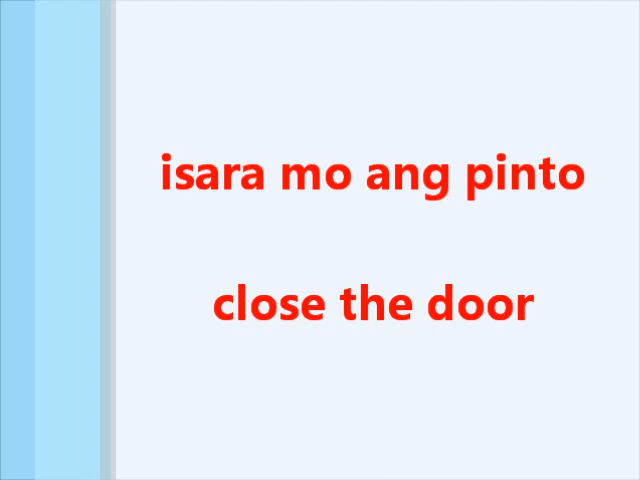 isara mo ang pinto
close the door